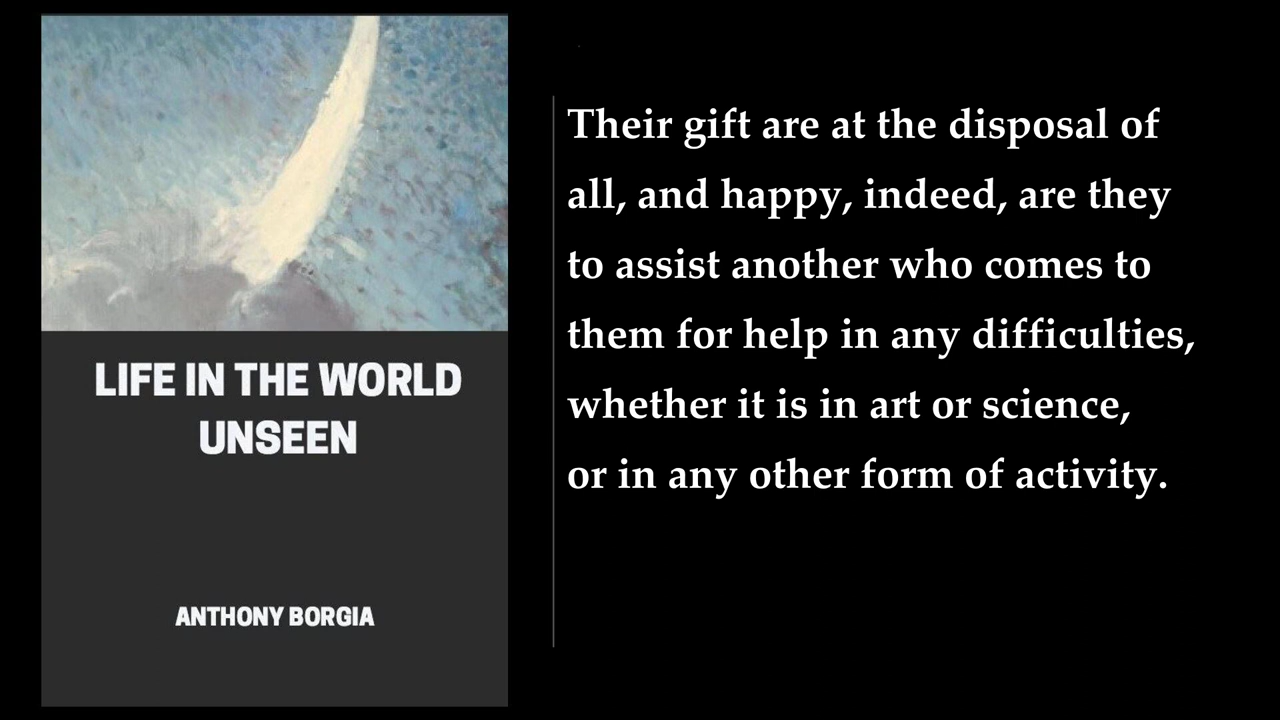 LIFE IN THE WORLD
UNSEEN
ANTHONY BORGIA
Their gift are at the disposal of
all, and happy, indeed, are they
to assist another who comes to
them for help in any difficulties,
whether it is in art or science,
or in any other form of activity.